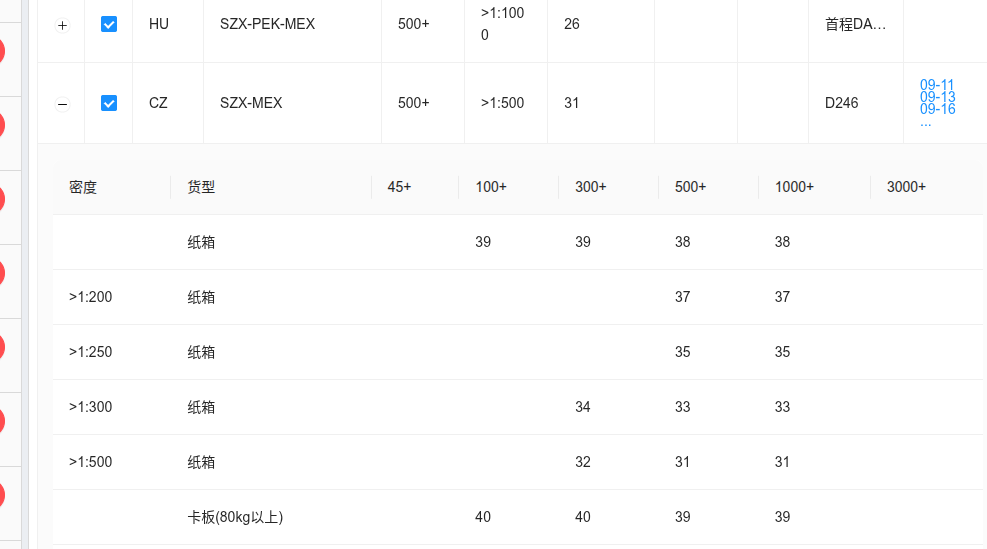 HU SZX-PEK-MEX 500+ >1:100
0 26 首程DA...
CZ SZX-MEX 500+ >1:500 31 D246 09-11
09-13
09-16
...
密度 货型 45+ 100+ 300+ 500+ 1000+ 3000+
纸箱 39 39 38 38
>1:200 纸箱 37 37
>1:250 纸箱 35 35
>1:300 纸箱 34 33 33
>1:500 纸箱 32 31 31
卡板(80kg以上) 40 40 39 39